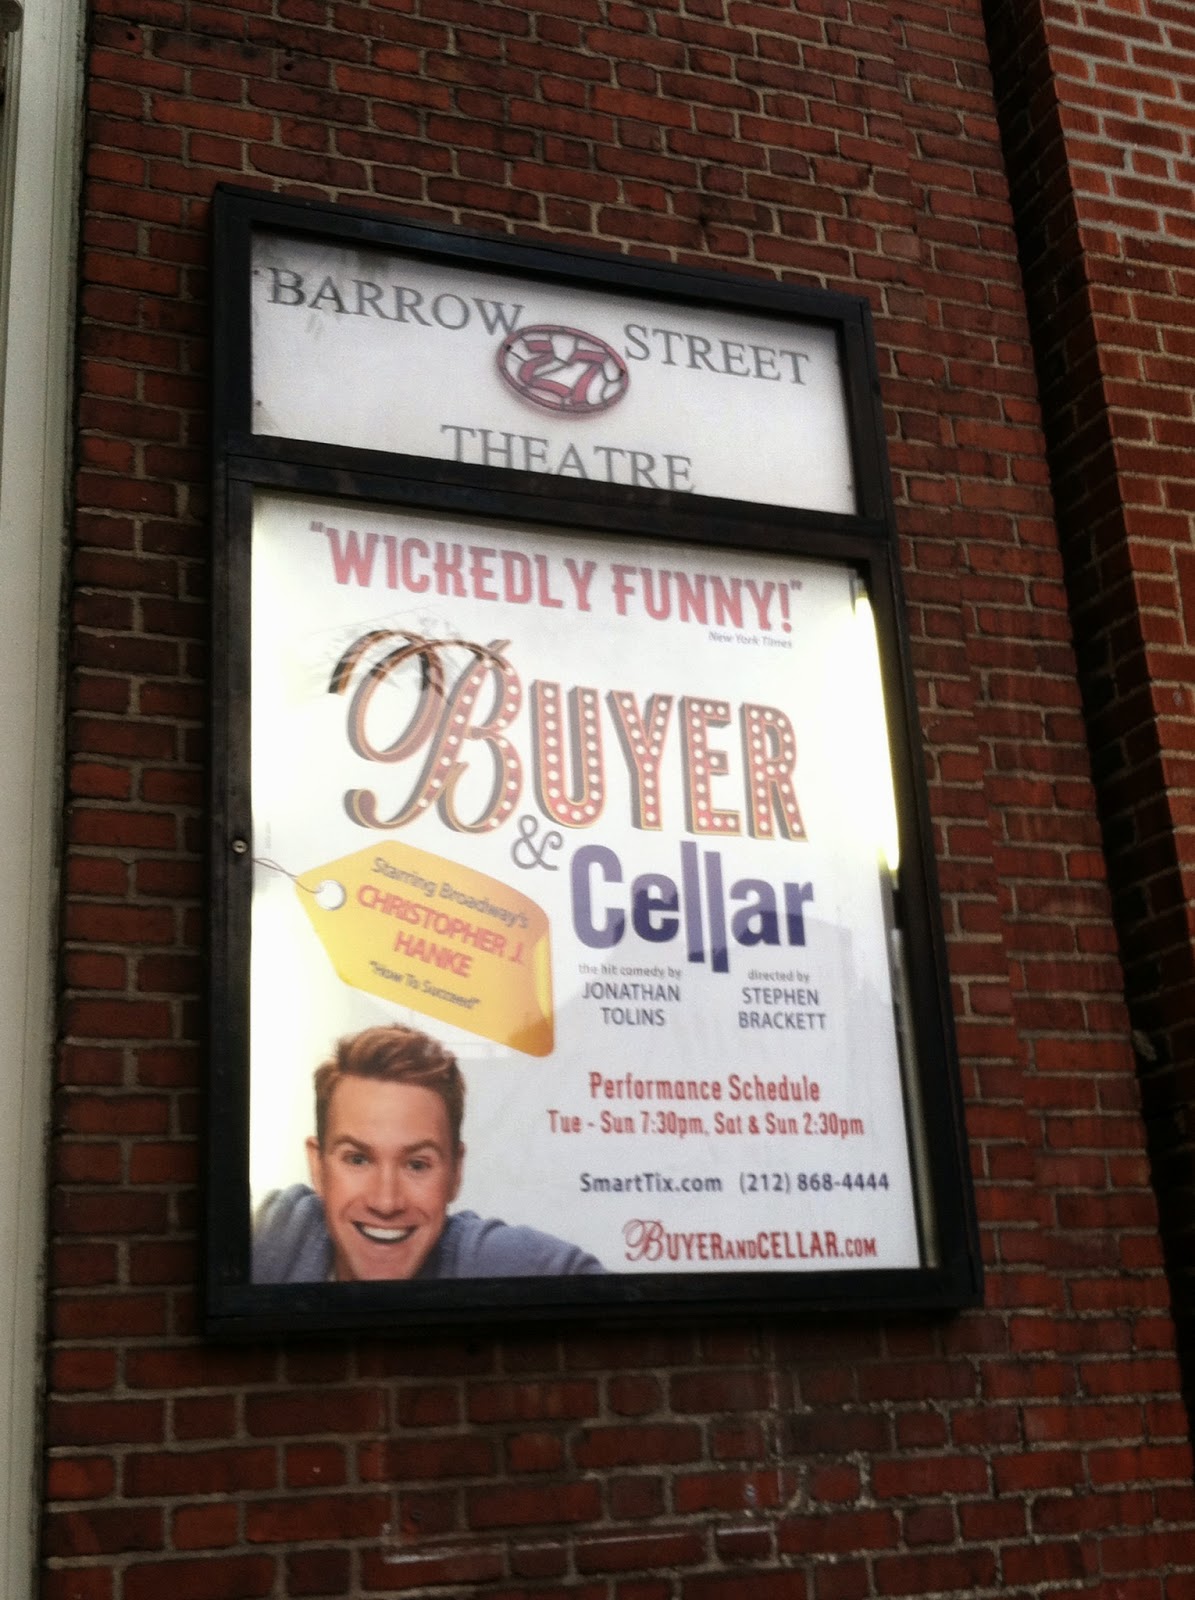 BARROW 27 STREET
THEATRE
"WICKEDLY FUNNY!"
New York Times
BUYER
& Cellar
Starring Broadway's
CHRISTOPHER J.
HANKE
"How To Succeed"
the hit comedy by
JONATHAN
TOLINS
directed by
STEPHEN
BRACKETT
Performance Schedule
Tue - Sun 7:30pm, Sat & Sun 2:30pm
SmartTix.com (212) 868-4444
BUYERANDCELLAR.COM